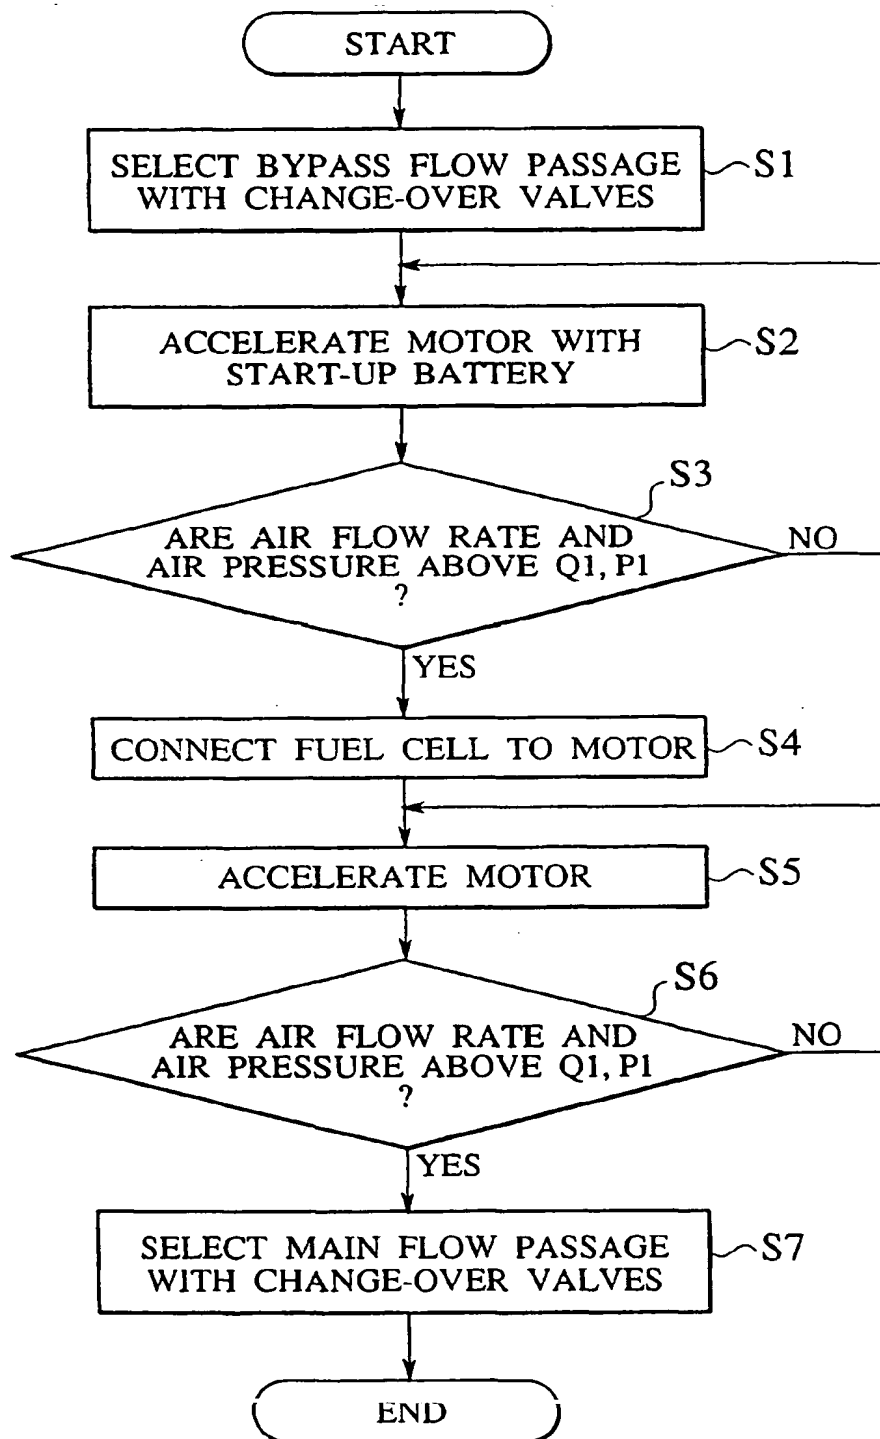 START
SELECT BYPASS FLOW PASSAGE
WITH CHANGE-OVER VALVES
S1
ACCELERATE MOTOR WITH
START-UP BATTERY
S2
S3
ARE AIR FLOW RATE AND
AIR PRESSURE ABOVE Q1, P1
?
NO
YES
CONNECT FUEL CELL TO MOTOR
S4
ACCELERATE MOTOR
S5
S6
ARE AIR FLOW RATE AND
AIR PRESSURE ABOVE Q1, P1
?
NO
YES
SELECT MAIN FLOW PASSAGE
WITH CHANGE-OVER VALVES
S7
END